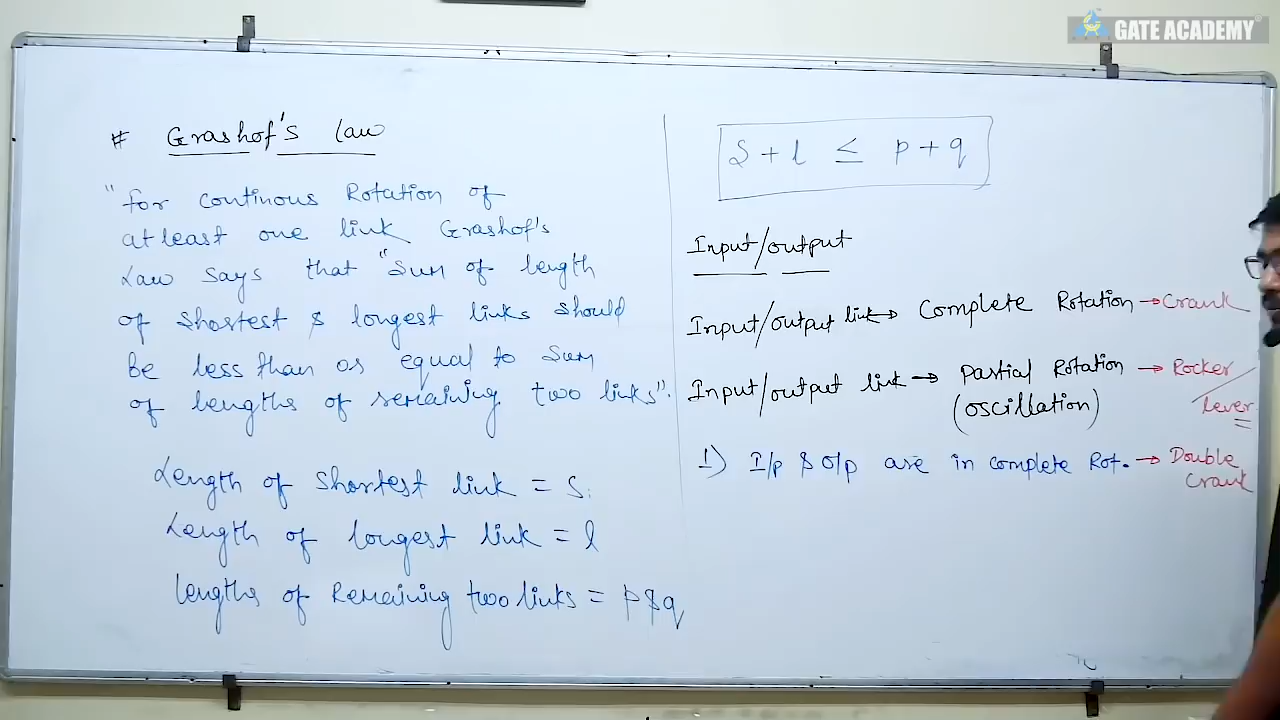 GATE ACADEMY
# Grashof's Law
"for continous Rotation of
atleast one link Grashof's
Law says that "Sum of length
of shortest & longest links should
be less than or equal to Sum
of lengths of remaining two links".
Length of shortest link = S.
Length of longest link = l
lengths of Remaining two links = p & q
S + l ≤ p + q
Input/output
Input/output link → Complete Rotation → Crank
Input/output link → Partial Rotation → Rocker
(oscillation) / lever
1) I/p & O/p are in complete Rot. → Double
Crank